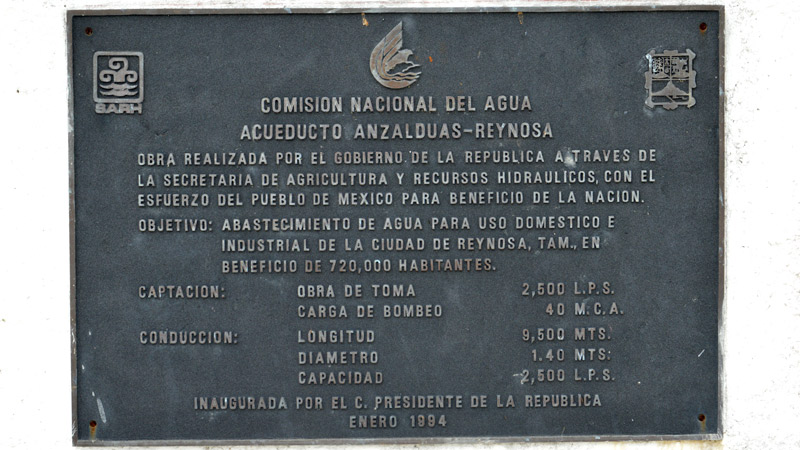 SARH
COMISION NACIONAL DEL AGUA
ACUEDUCTO ANZALDUAS-REYNOSA
OBRA REALIZADA POR EL GOBIERNO DE LA REPUBLICA A TRAVES DE
LA SECRETARIA DE AGRICULTURA Y RECURSOS HIDRAULICOS, CON EL
ESFUERZO DEL PUEBLO DE MEXICO PARA BENEFICIO DE LA NACION.
OBJETIVO: ABASTECIMIENTO DE AGUA PARA USO DOMESTICO E
INDUSTRIAL DE LA CIUDAD DE REYNOSA, TAM., EN
BENEFICIO DE 720,000 HABITANTES.
CAPTACION: OBRA DE TOMA 2,500 L.P.S.
CARGA DE BOMBEO 40 M.C.A.
CONDUCCION: LONGITUD 9,500 MTS.
DIAMETRO 1.40 MTS.
CAPACIDAD 2,500 L.P.S.
INAUGURADA POR EL C. PRESIDENTE DE LA REPUBLICA
ENERO 1994